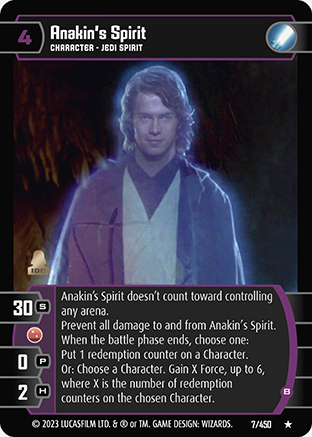 4
Anakin's Spirit
CHARACTER - JEDI SPIRIT
IDC
30 S
0 P
2 H
Anakin's Spirit doesn't count toward controlling
any arena.
Prevent all damage to and from Anakin's Spirit.
When the battle phase ends, choose one:
Put 1 redemption counter on a Character.
Or: Choose a Character. Gain X Force, up to 6,
where X is the number of redemption
counters on the chosen Character.
B
© 2023 LUCASFILM LTD. & ® or TM. GAME DESIGN: WIZARDS.
7/450 ★